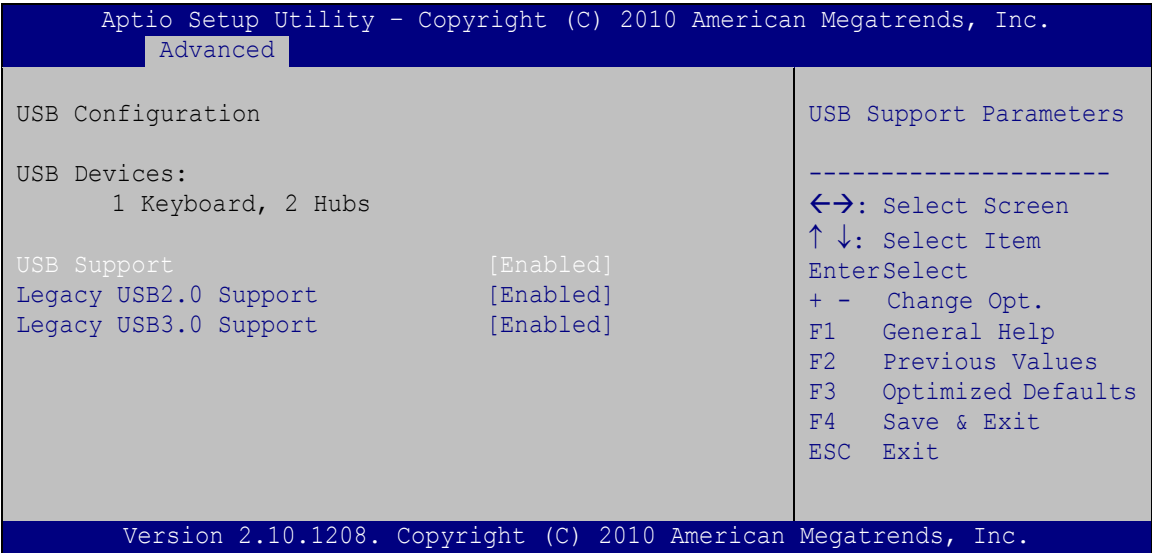 Aptio Setup Utility – Copyright (C) 2010 American Megatrends, Inc.
Advanced
USB Configuration
USB Devices:
1 Keyboard, 2 Hubs
USB Support [Enabled]
Legacy USB2.0 Support [Enabled]
Legacy USB3.0 Support [Enabled]
USB Support Parameters
---------------------
←→: Select Screen
↑ ↓: Select Item
EnterSelect
+ - Change Opt.
F1 General Help
F2 Previous Values
F3 Optimized Defaults
F4 Save & Exit
ESC Exit
Version 2.10.1208. Copyright (C) 2010 American Megatrends, Inc.